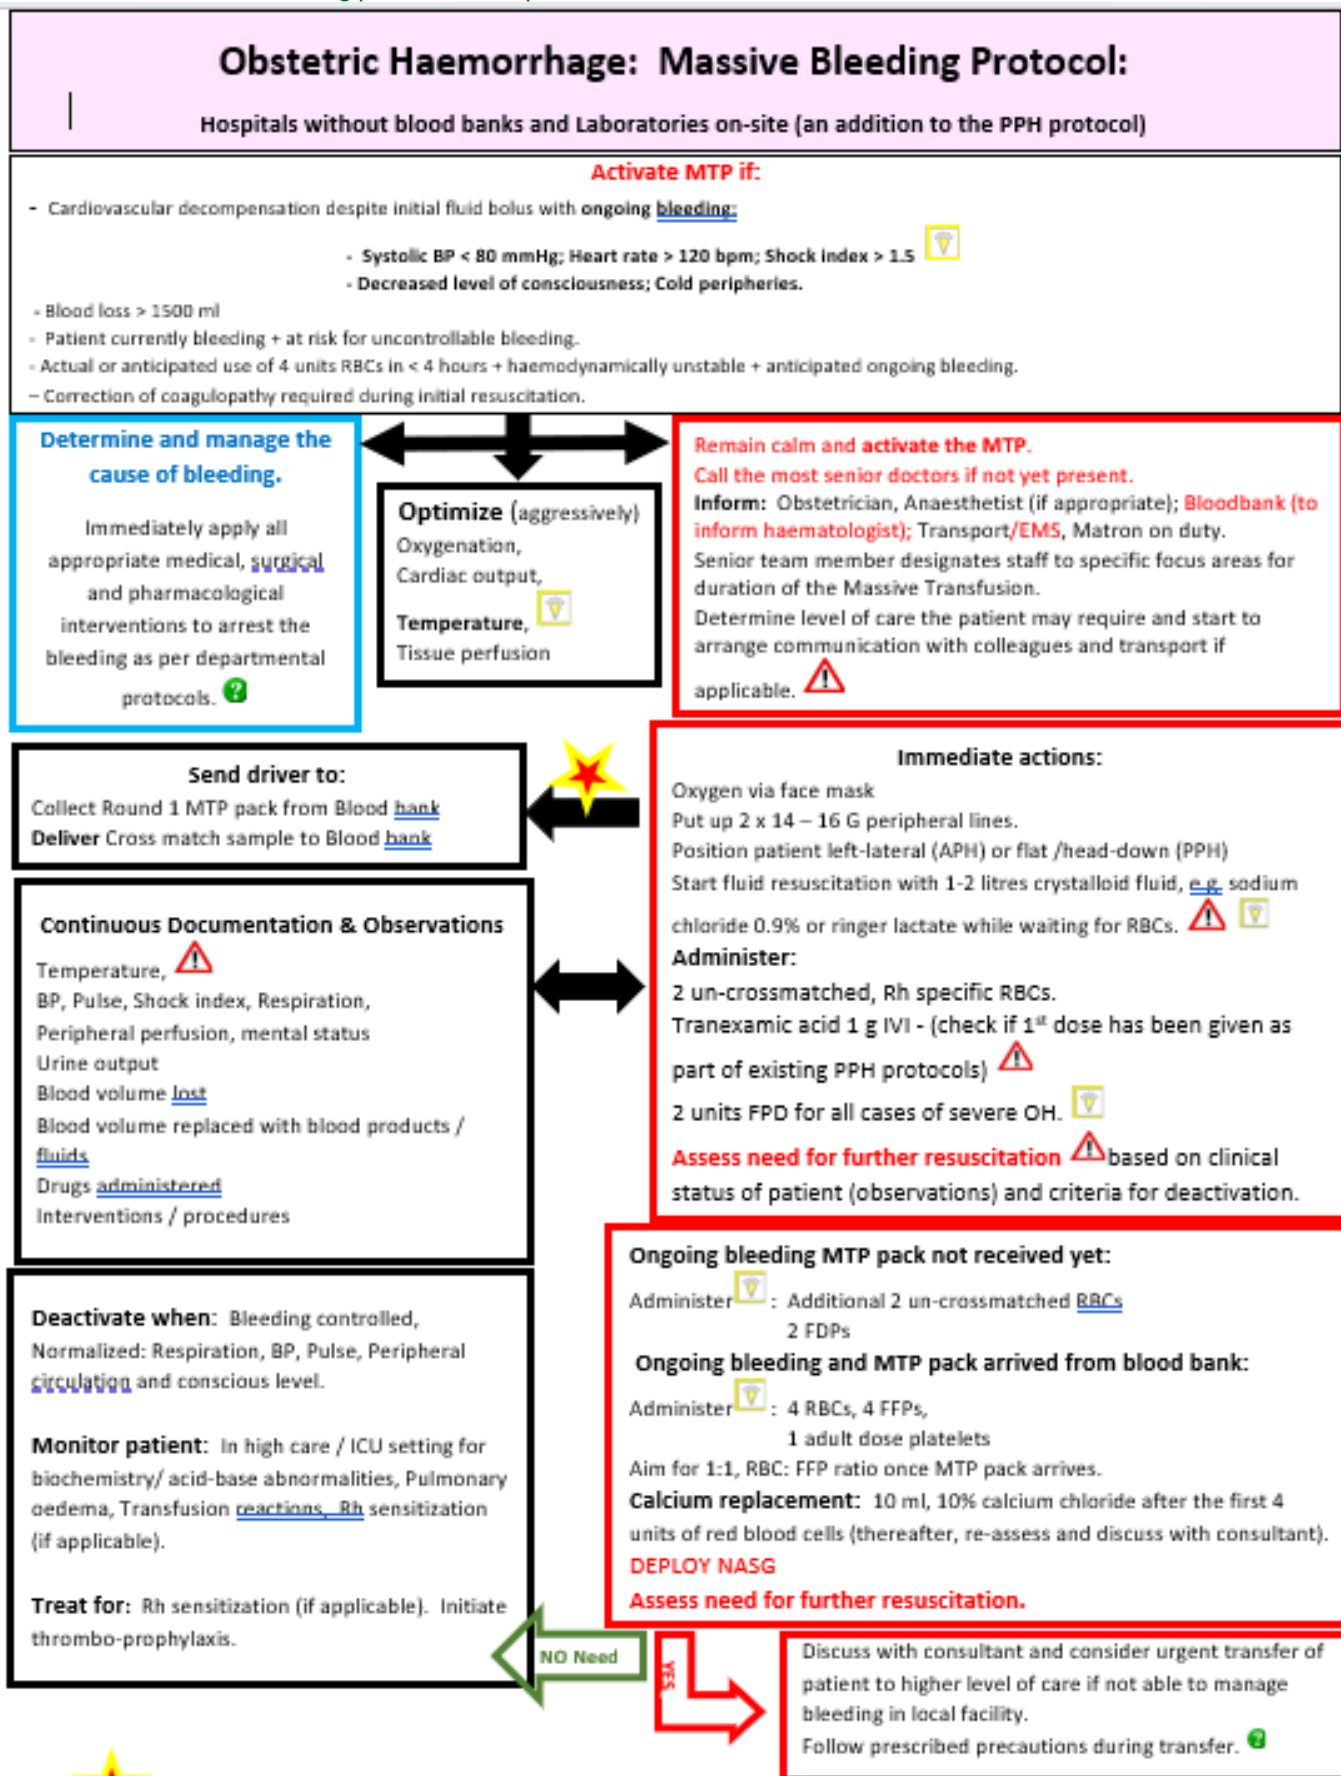 Obstetric Haemorrhage: Massive Bleeding Protocol:
Hospitals without blood banks and Laboratories on-site (an addition to the PPH protocol)
Activate MTP if:
- Cardiovascular decompensation despite initial fluid bolus with ongoing bleeding:
- Systolic BP < 80 mmHg; Heart rate > 120 bpm; Shock index > 1.5
- Decreased level of consciousness; Cold peripheries.
- Blood loss > 1500 ml
- Patient currently bleeding + at risk for uncontrollable bleeding.
- Actual or anticipated use of 4 units RBCs in < 4 hours + haemodynamically unstable + anticipated ongoing bleeding.
– Correction of coagulopathy required during initial resuscitation.
Determine and manage the
cause of bleeding.
Immediately apply all
appropriate medical, surgical
and pharmacological
interventions to arrest the
bleeding as per departmental
protocols.
Optimize (aggressively)
Oxygenation,
Cardiac output,
Temperature,
Tissue perfusion
Remain calm and activate the MTP.
Call the most senior doctors if not yet present.
Inform: Obstetrician, Anaesthetist (if appropriate); Bloodbank (to
inform haematologist); Transport/EMS, Matron on duty.
Senior team member designates staff to specific focus areas for
duration of the Massive Transfusion.
Determine level of care the patient may require and start to
arrange communication with colleagues and transport if
applicable.
Send driver to:
Collect Round 1 MTP pack from Blood bank
Deliver Cross match sample to Blood bank
Immediate actions:
Oxygen via face mask
Put up 2 x 14 – 16 G peripheral lines.
Position patient left-lateral (APH) or flat /head-down (PPH)
Start fluid resuscitation with 1-2 litres crystalloid fluid, e.g. sodium
chloride 0.9% or ringer lactate while waiting for RBCs.
Administer:
2 un-crossmatched, Rh specific RBCs.
Tranexamic acid 1 g IVI - (check if 1st dose has been given as
part of existing PPH protocols)
2 units FPD for all cases of severe OH.
Assess need for further resuscitation based on clinical
status of patient (observations) and criteria for deactivation.
Continuous Documentation & Observations
Temperature,
BP, Pulse, Shock index, Respiration,
Peripheral perfusion, mental status
Urine output
Blood volume lost
Blood volume replaced with blood products /
fluids
Drugs administered
Interventions / procedures
Ongoing bleeding MTP pack not received yet:
Administer : Additional 2 un-crossmatched RBCs
2 FDPs
Ongoing bleeding and MTP pack arrived from blood bank:
Administer : 4 RBCs, 4 FFPs,
1 adult dose platelets
Aim for 1:1, RBC: FFP ratio once MTP pack arrives.
Calcium replacement: 10 ml, 10% calcium chloride after the first 4
units of red blood cells (thereafter, re-assess and discuss with consultant).
DEPLOY NASG
Assess need for further resuscitation.
Deactivate when: Bleeding controlled,
Normalized: Respiration, BP, Pulse, Peripheral
circulation and conscious level.
Monitor patient: In high care / ICU setting for
biochemistry/ acid-base abnormalities, Pulmonary
oedema, Transfusion reactions, Rh sensitization
(if applicable).
Treat for: Rh sensitization (if applicable). Initiate
thrombo-prophylaxis.
NO Need
YES
Discuss with consultant and consider urgent transfer of
patient to higher level of care if not able to manage
bleeding in local facility.
Follow prescribed precautions during transfer.